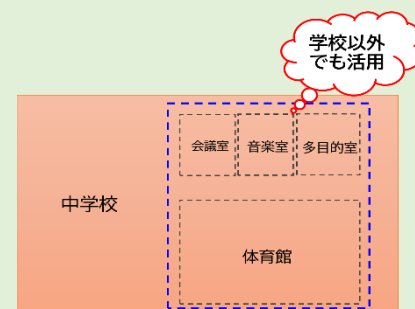 学校以外
でも活用
会議室
音楽室
多目的室
中学校
体育館